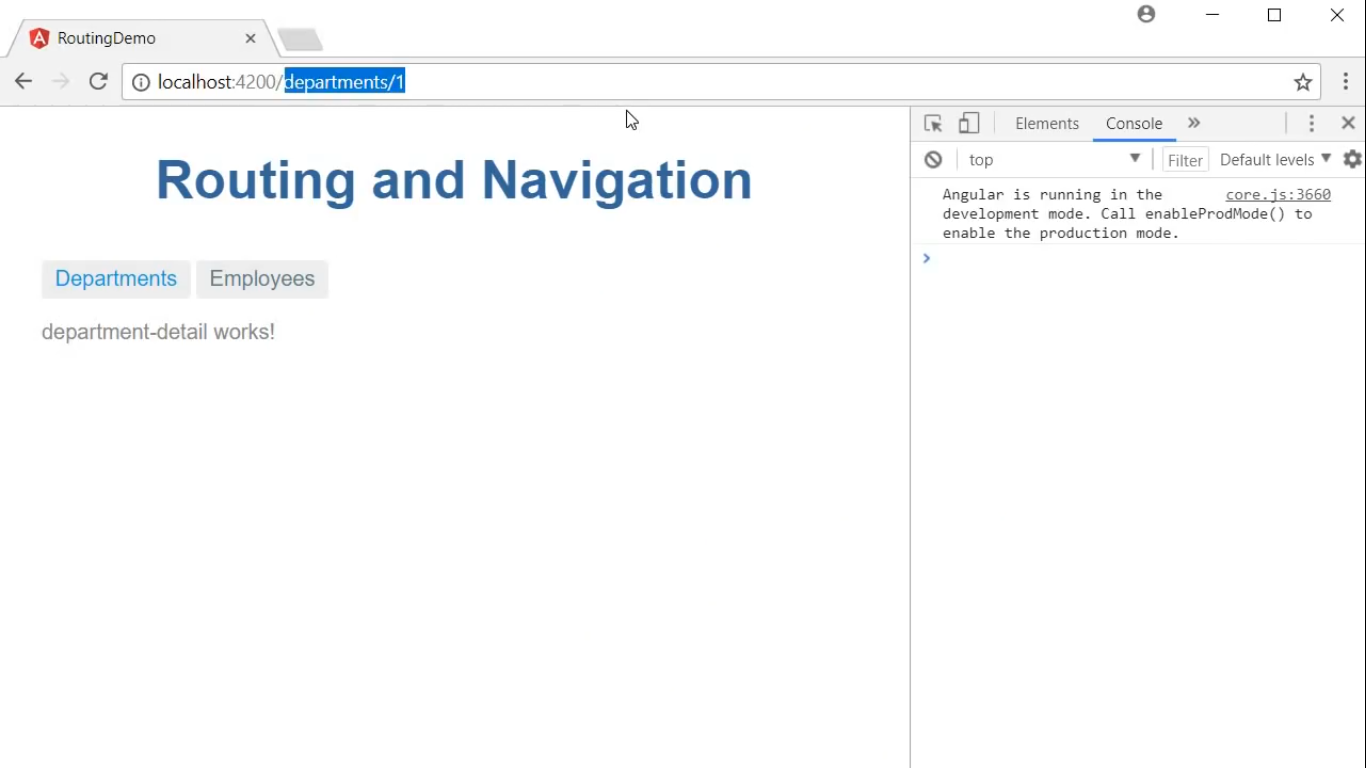 RoutingDemo
localhost:4200/departments/1
Elements Console
top Filter Default levels
Angular is running in the core.js:3660
development mode. Call enableProdMode() to
enable the production mode.
Routing and Navigation
Departments Employees
department-detail works!